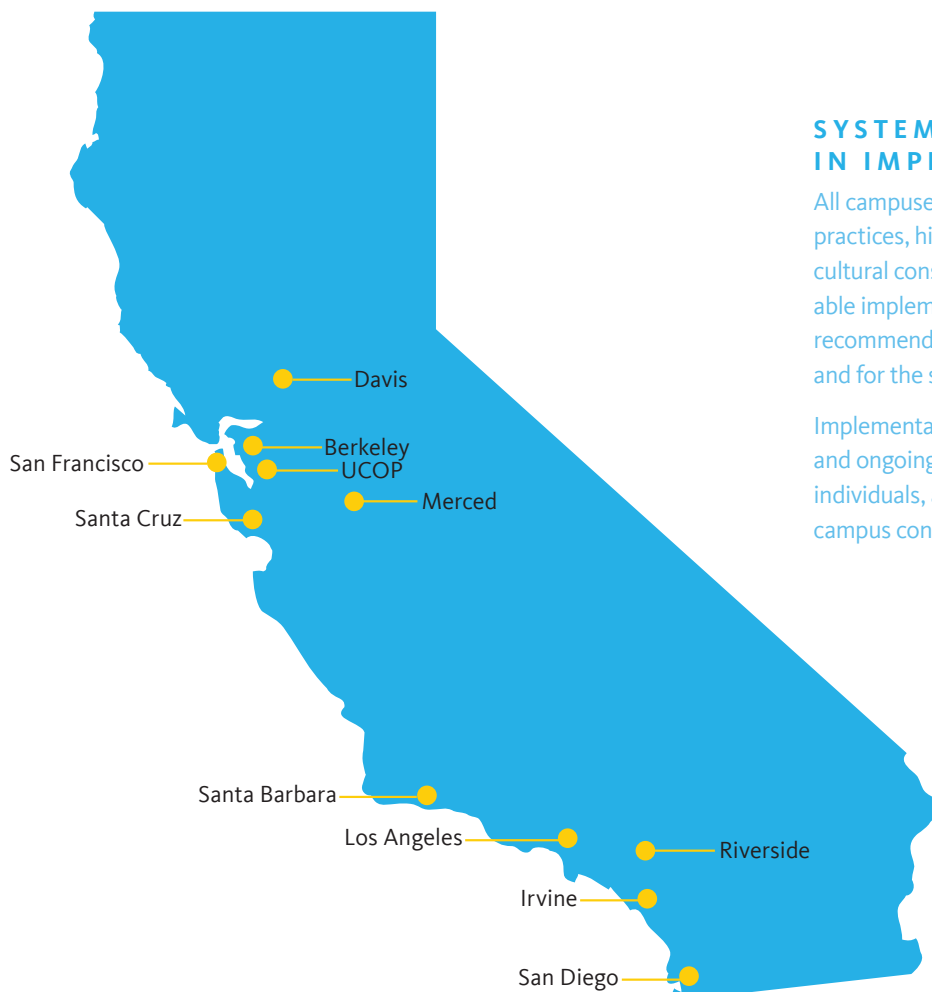 SYSTEM
IN IMP
All campuse
practices, hi
cultural cons
able implem
recommend
and for the s
Implementa
and ongoing
individuals,
campus con
Davis
Berkeley
San Francisco
UCOP
Merced
Santa Cruz
Santa Barbara
Los Angeles
Riverside
Irvine
San Diego